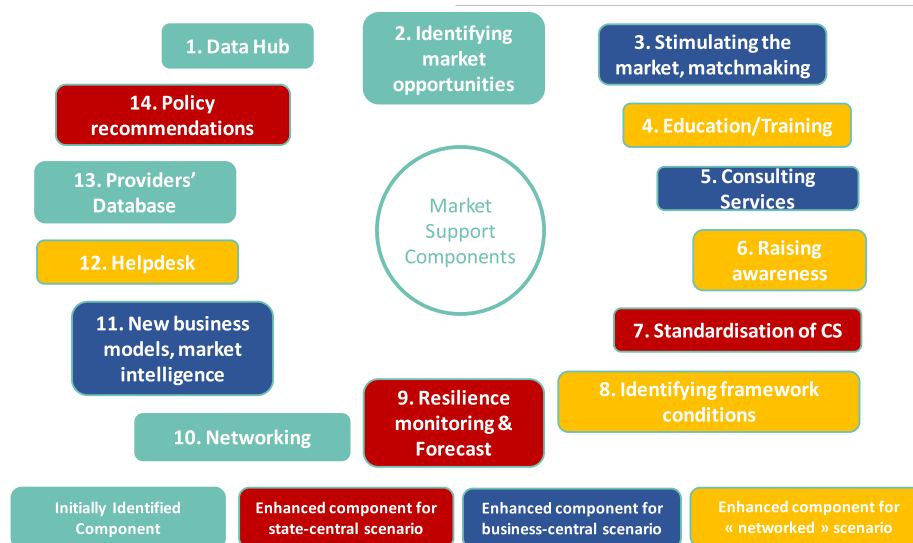 1. Data Hub
2. Identifying
market
opportunities
3. Stimulating the
market, matchmaking
14. Policy
recommendations
4. Education/Training
13. Providers'
Database
Market
Support
Components
5. Consulting
Services
12. Helpdesk
6. Raising
awareness
11. New business
models, market
intelligence
7. Standardisation of CS
8. Identifying framework
conditions
9. Resilience
monitoring &
Forecast
10. Networking
Initially Identified
Component
Enhanced component for
state-central scenario
Enhanced component for
business-central scenario
Enhanced component for
« networked » scenario